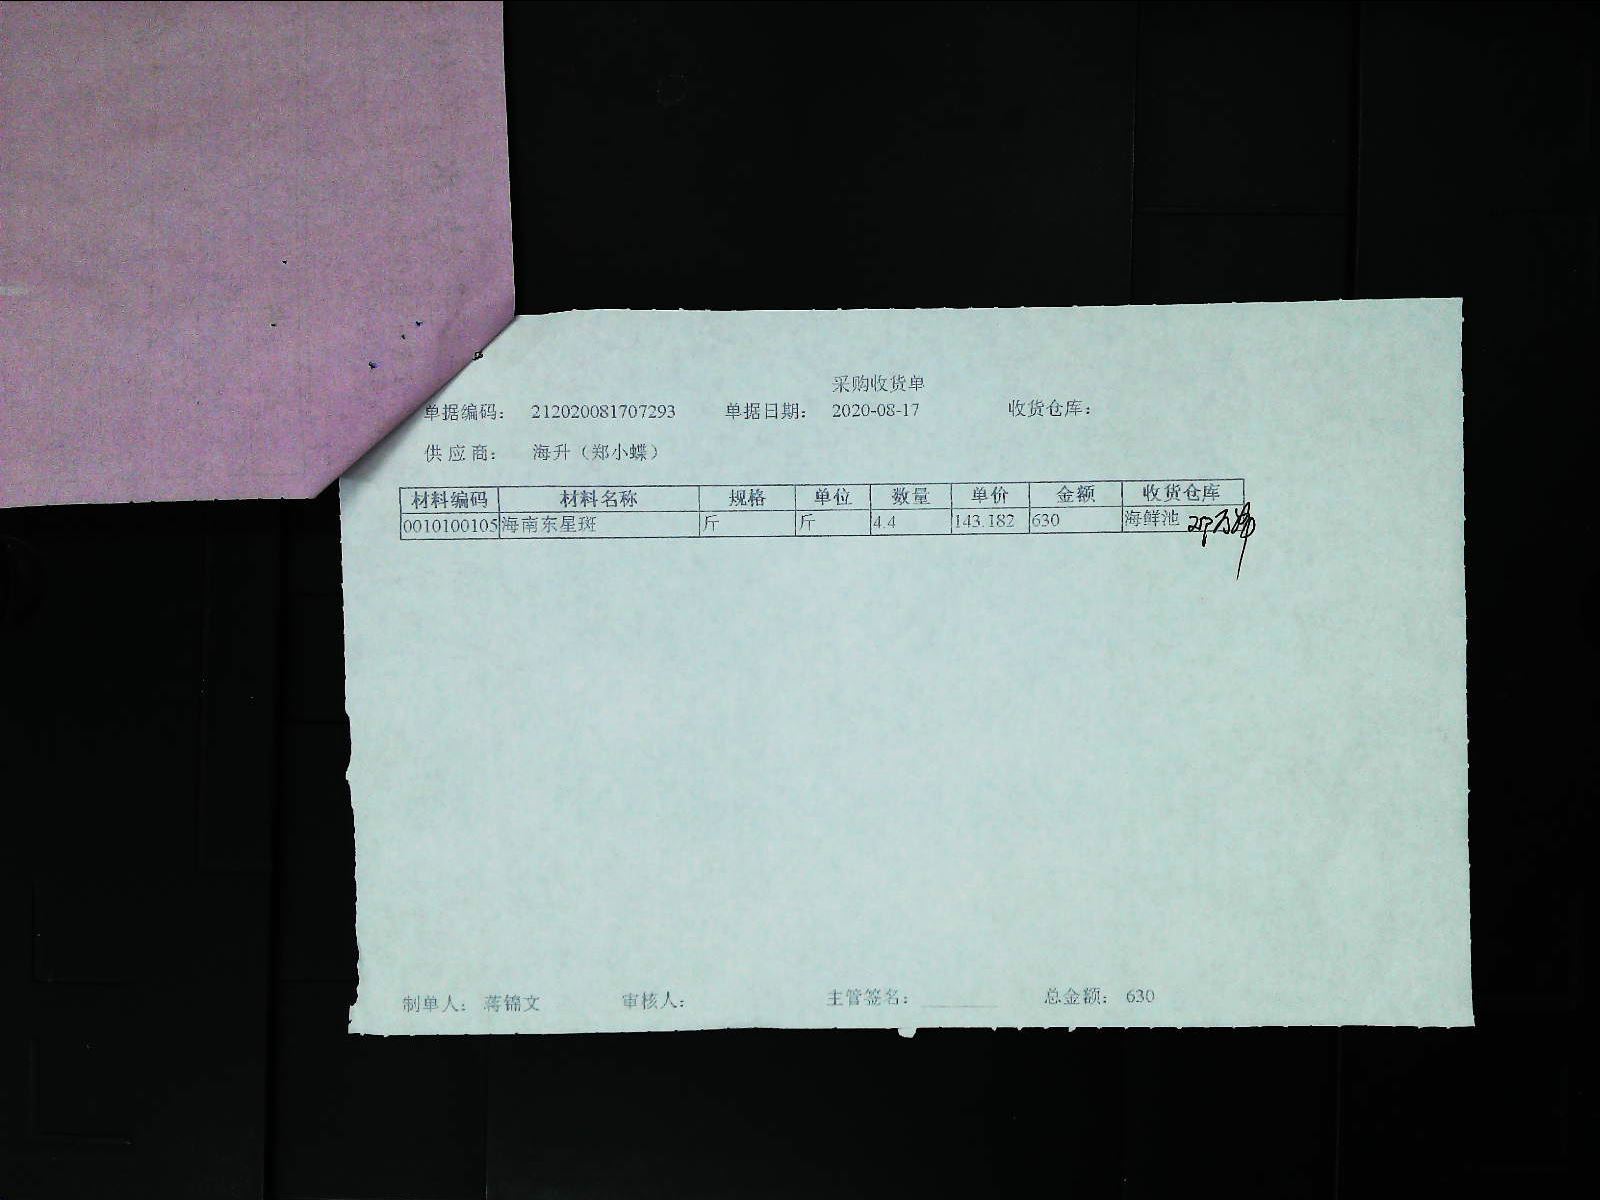 采购收货单
单据编码： 212020081707293 单据日期： 2020-08-17 收货仓库：
供应商： 海升（郑小蝶）
材料编码 材料名称 规格 单位 数量 单价 金额 收货仓库
0010100105 海南东星斑 斤 斤 4.4 143.182 630 海鲜池
制单人： 蒋锦文 审核人： 主管签名： 总金额： 630